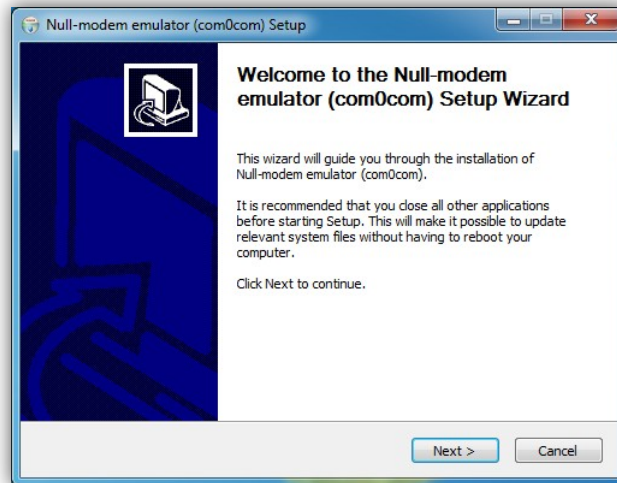 Null-modem emulator (com0com) Setup
Welcome to the Null-modem
emulator (com0com) Setup Wizard
This wizard will guide you through the installation of
Null-modem emulator (com0com).
It is recommended that you close all other applications
before starting Setup. This will make it possible to update
relevant system files without having to reboot your
computer.
Click Next to continue.
Next >
Cancel